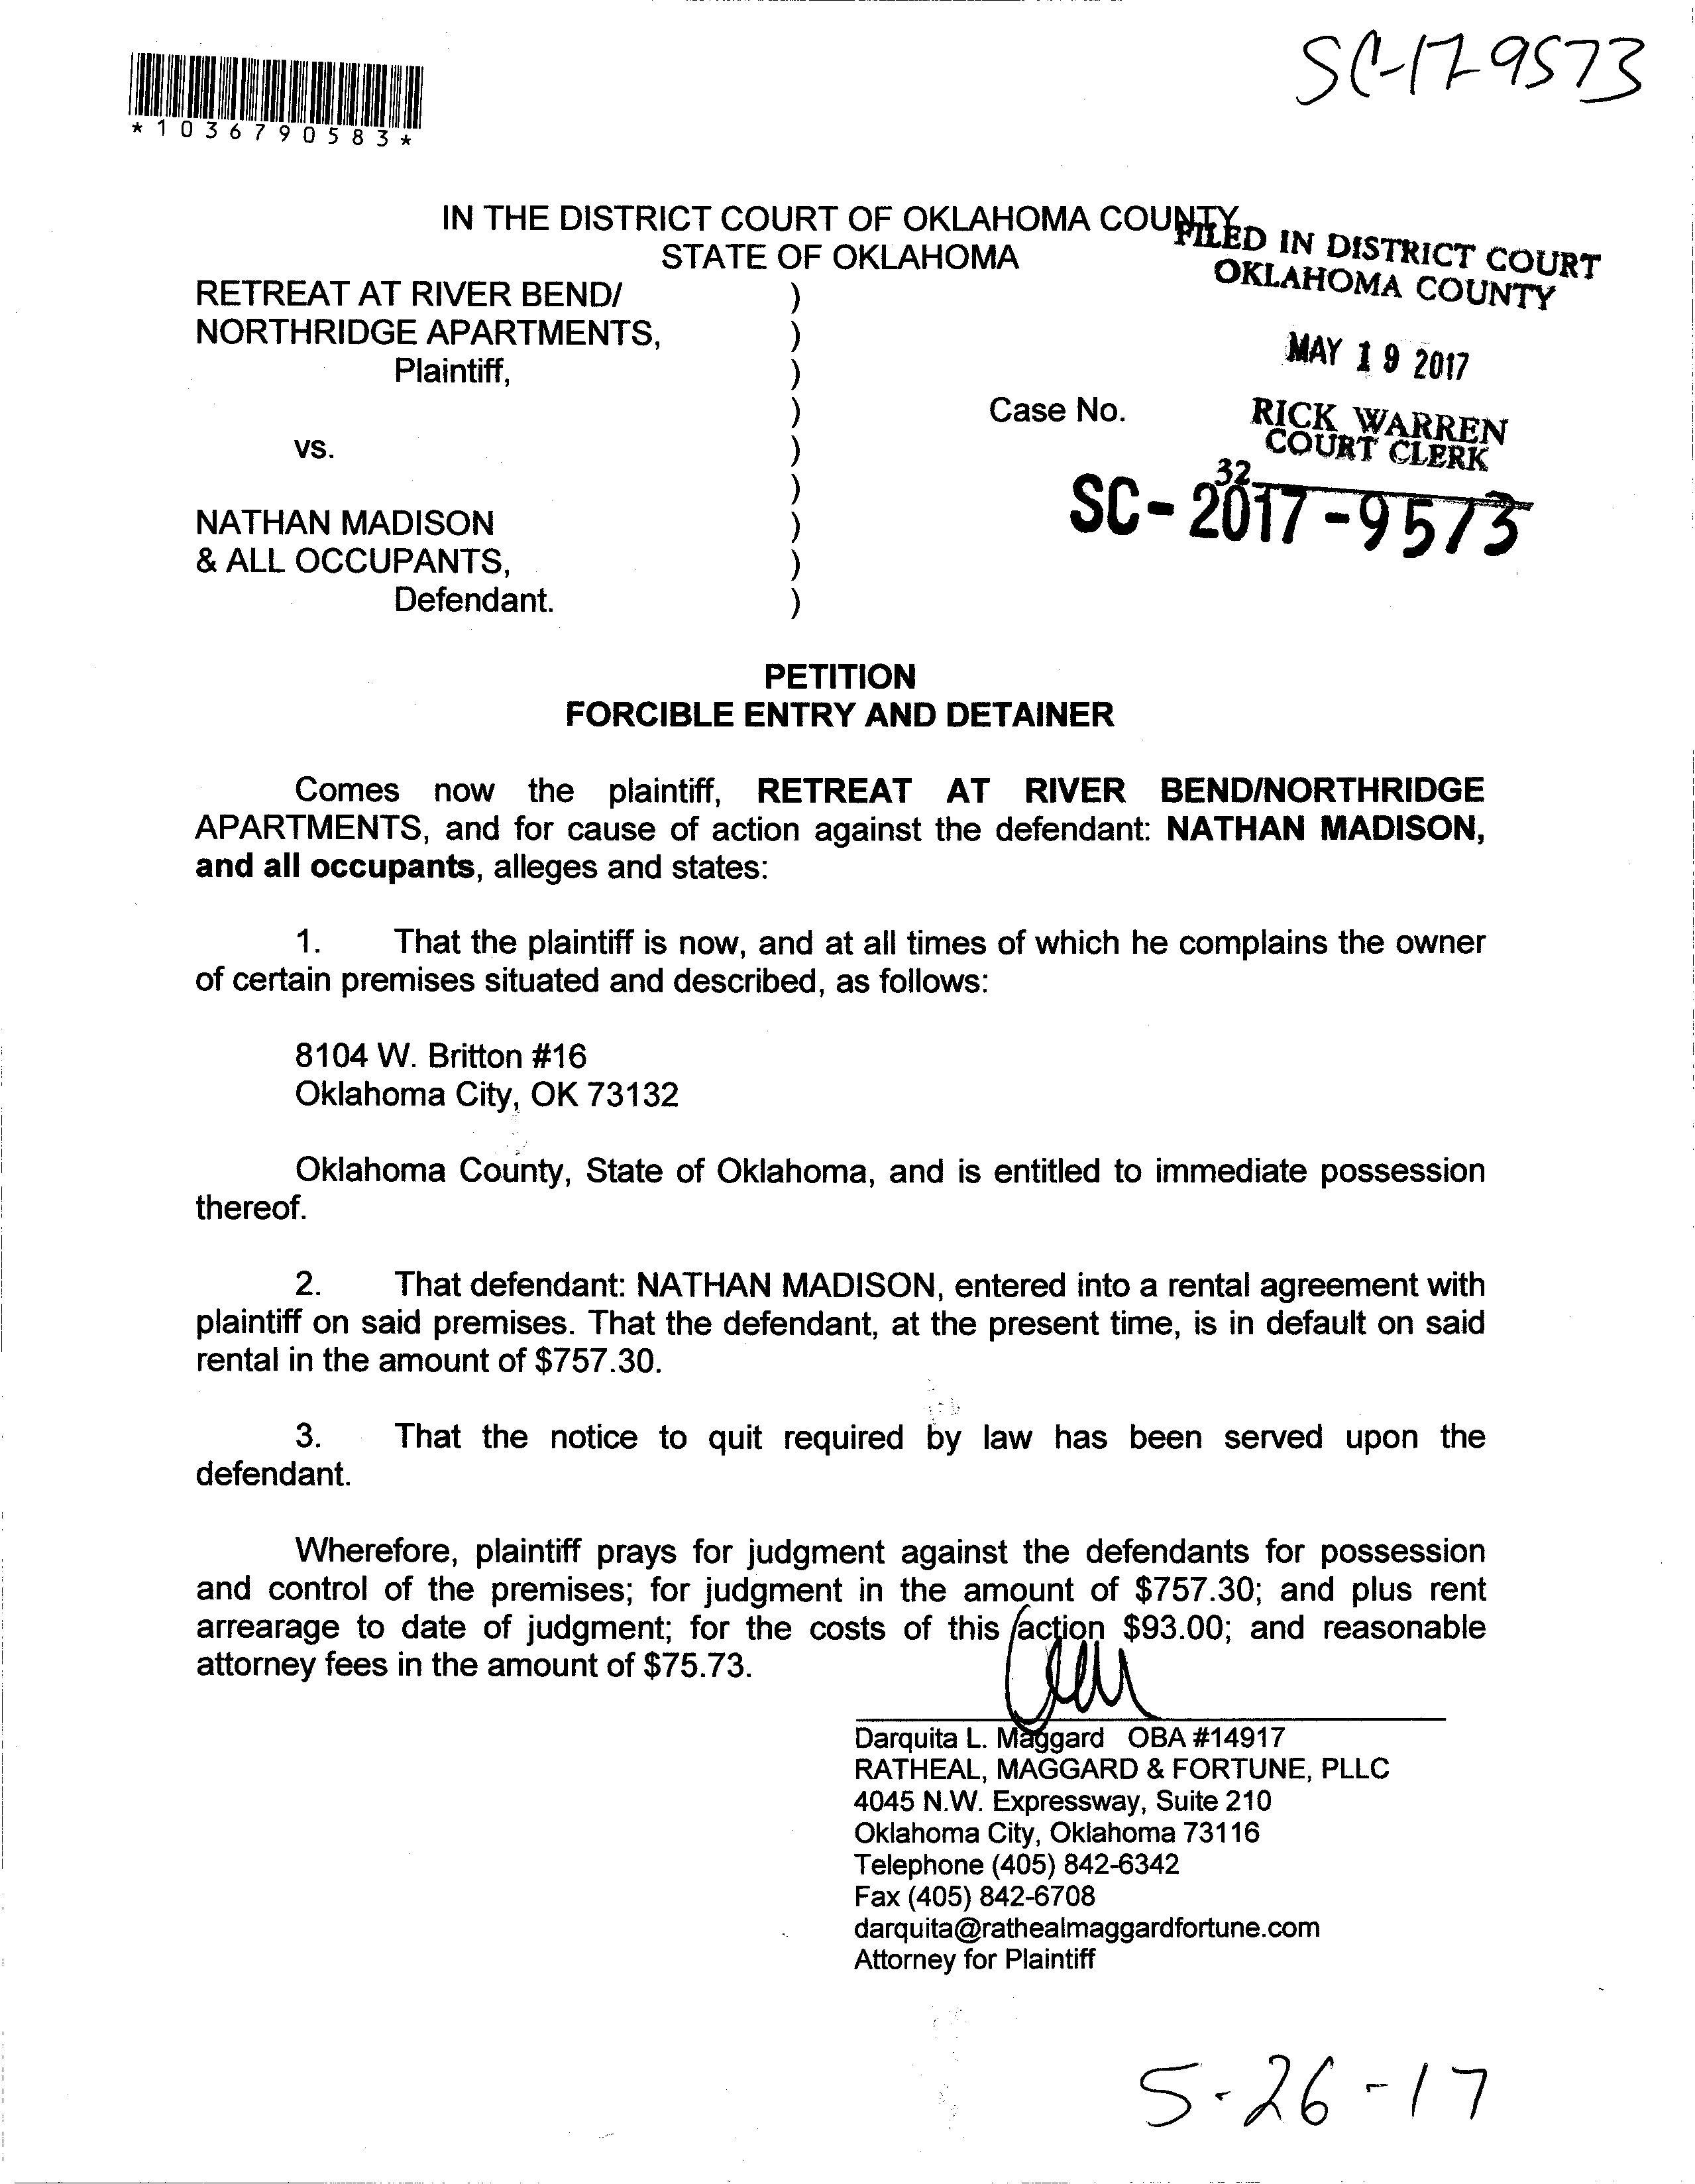 SC-17-9573
*1036790583*
IN THE DISTRICT COURT OF OKLAHOMA COUNTY
STATE OF OKLAHOMA
FILED IN DISTRICT COURT
OKLAHOMA COUNTY
MAY 19 2017
RICK WARREN
COURT CLERK
32
RETREAT AT RIVER BEND/ )
NORTHRIDGE APARTMENTS, )
Plaintiff, )
) Case No.
vs. )
) SC-2017-9573
NATHAN MADISON )
& ALL OCCUPANTS, )
Defendant. )
PETITION
FORCIBLE ENTRY AND DETAINER
Comes now the plaintiff, RETREAT AT RIVER BEND/NORTHRIDGE
APARTMENTS, and for cause of action against the defendant: NATHAN MADISON,
and all occupants, alleges and states:
1. That the plaintiff is now, and at all times of which he complains the owner
of certain premises situated and described, as follows:
8104 W. Britton #16
Oklahoma City, OK 73132
Oklahoma County, State of Oklahoma, and is entitled to immediate possession
thereof.
2. That defendant: NATHAN MADISON, entered into a rental agreement with
plaintiff on said premises. That the defendant, at the present time, is in default on said
rental in the amount of $757.30.
3. That the notice to quit required by law has been served upon the
defendant.
Wherefore, plaintiff prays for judgment against the defendants for possession
and control of the premises; for judgment in the amount of $757.30; and plus rent
arrearage to date of judgment; for the costs of this action $93.00; and reasonable
attorney fees in the amount of $75.73.
Darquita L. Maggard OBA #14917
RATHEAL, MAGGARD & FORTUNE, PLLC
4045 N.W. Expressway, Suite 210
Oklahoma City, Oklahoma 73116
Telephone (405) 842-6342
Fax (405) 842-6708
darquita@rathealmaggardfortune.com
Attorney for Plaintiff
5-26-17